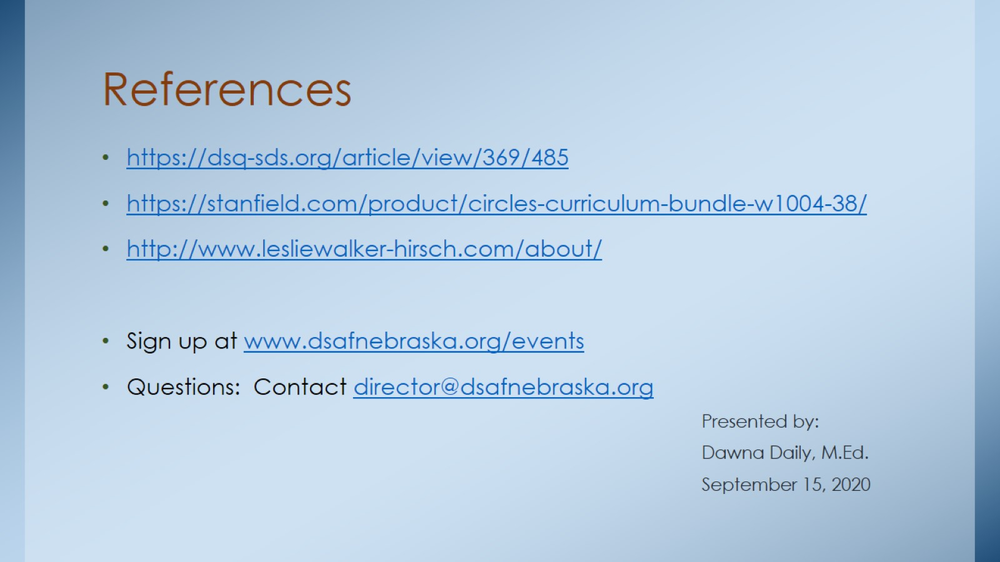 References
• https://dsq-sds.org/article/view/369/485
• https://stanfield.com/product/circles-curriculum-bundle-w1004-38/
• http://www.lesliewalker-hirsch.com/about/
• Sign up at www.dsafnebraska.org/events
• Questions:  Contact director@dsafnebraska.org
Presented by:
Dawna Daily, M.Ed.
September 15, 2020